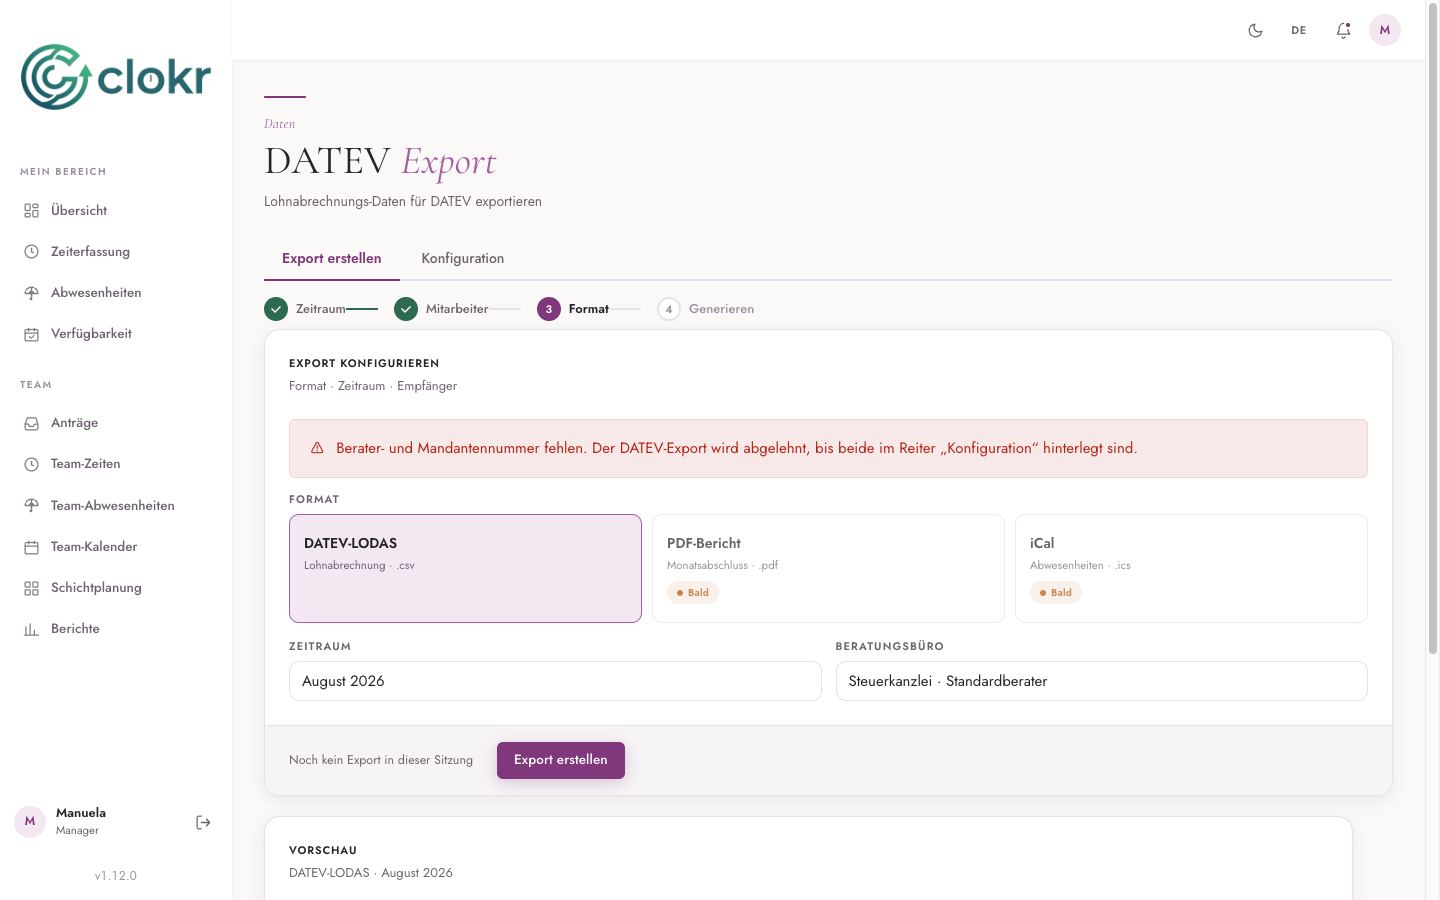 DE
M
clokr
MEIN BEREICH
Übersicht
Zeiterfassung
Abwesenheiten
Verfügbarkeit
TEAM
Anträge
Team-Zeiten
Team-Abwesenheiten
Team-Kalender
Schichtplanung
Berichte
M
Manuela
Manager
v1.12.0
Daten
DATEV Export
Lohnabrechnungs-Daten für DATEV exportieren
Export erstellen
Konfiguration
Zeitraum
Mitarbeiter
3 Format
4 Generieren
EXPORT KONFIGURIEREN
Format · Zeitraum · Empfänger
Berater- und Mandantennummer fehlen. Der DATEV-Export wird abgelehnt, bis beide im Reiter „Konfiguration“ hinterlegt sind.
FORMAT
DATEV-LODAS
Lohnabrechnung · .csv
PDF-Bericht
Monatsabschluss · .pdf
Bald
iCal
Abwesenheiten · .ics
Bald
ZEITRAUM
August 2026
BERATUNGSBÜRO
Steuerkanzlei · Standardberater
Noch kein Export in dieser Sitzung
Export erstellen
VORSCHAU
DATEV-LODAS · August 2026